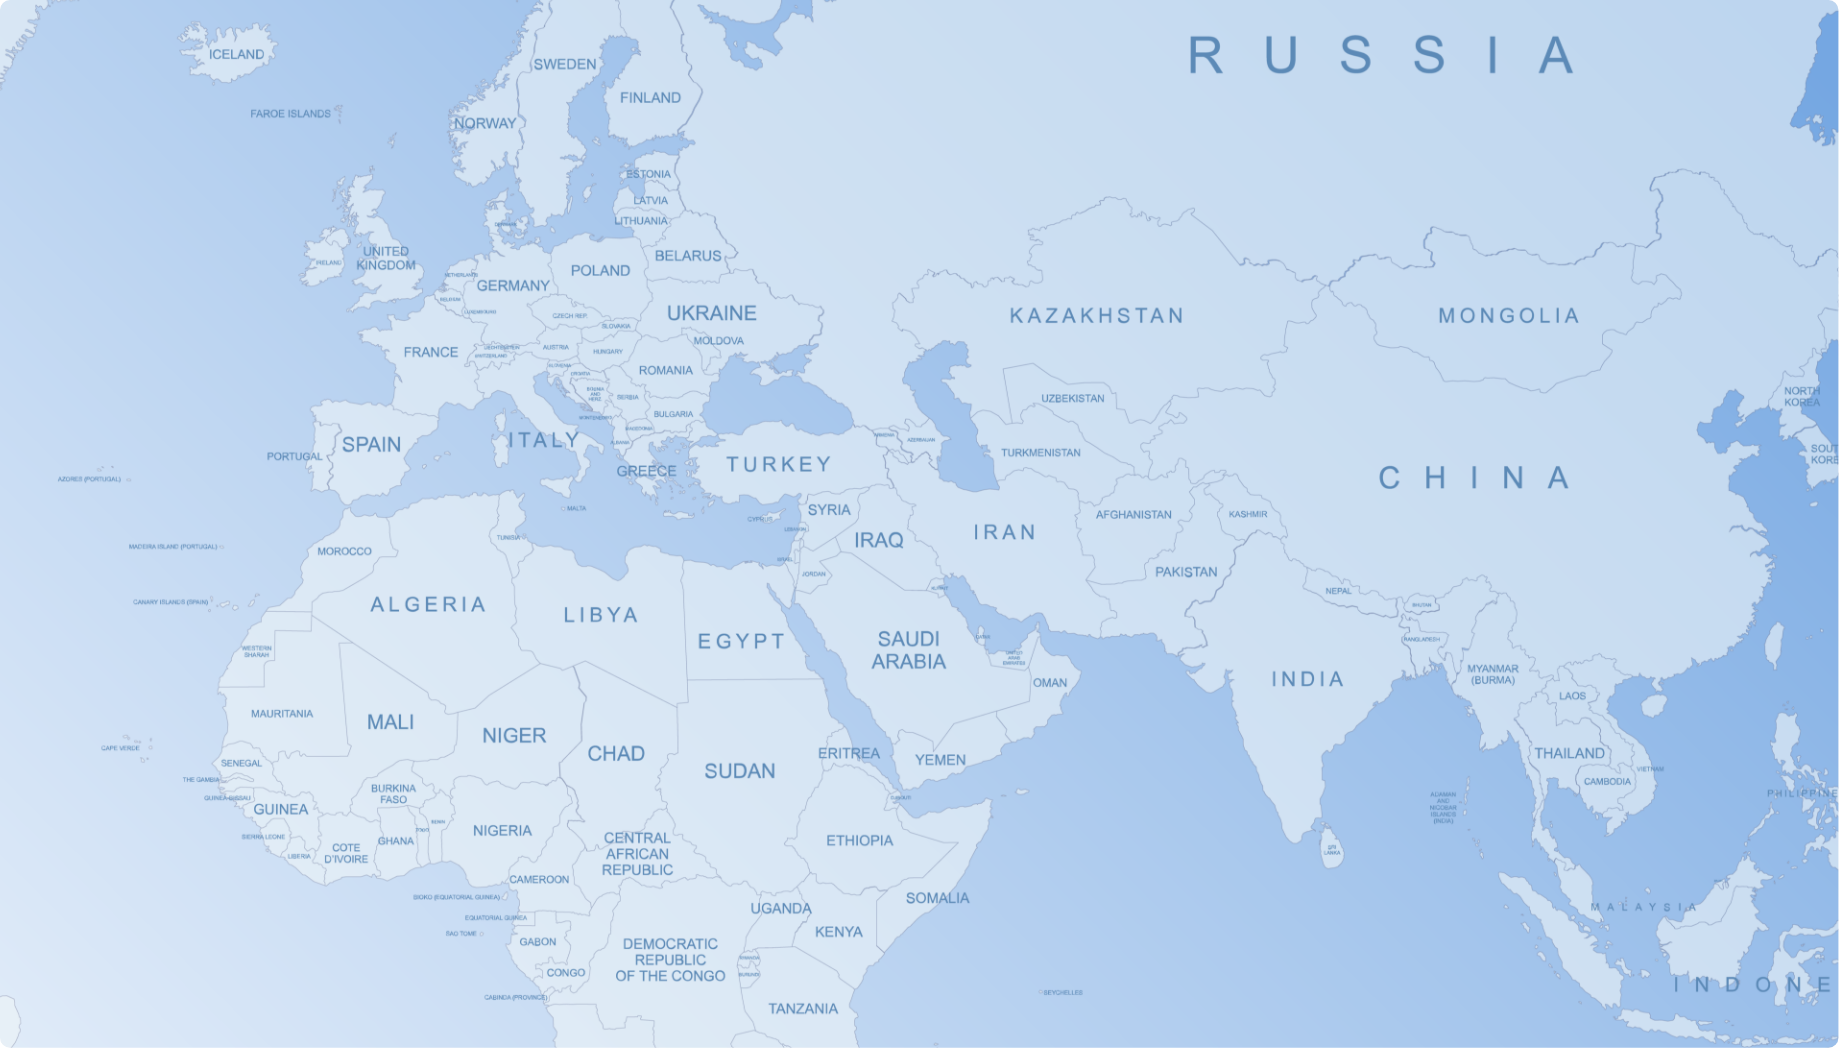 RUSSIA
ICELAND
SWEDEN
FINLAND
FAROE ISLANDS
NORWAY
ESTONIA
LATVIA
LITHUANIA
DENMARK
UNITED
KINGDOM
IRELAND
BELARUS
POLAND
NETHERLANDS
GERMANY
BELGIUM
LUXEMBOURG
CZECH REP.
UKRAINE
SLOVAKIA
KAZAKHSTAN
MONGOLIA
MOLDOVA
FRANCE
LIECHTENSTEIN
SWITZERLAND
AUSTRIA
HUNGARY
SLOVENIA
CROATIA
ROMANIA
BOSNIA
AND
HERZ.
SERBIA
NORTH
KOREA
UZBEKISTAN
MONTENEGRO
BULGARIA
MACEDONIA
ALBANIA
ARMENIA
AZERBAIJAN
SPAIN
ITALY
PORTUGAL
GREECE
TURKEY
TURKMENISTAN
SOUT
KORE
CHINA
AZORES (PORTUGAL)
MALTA
CYPRUS
SYRIA
AFGHANISTAN
KASHMIR
LEBANON
TUNISIA
IRAQ
IRAN
MADEIRA ISLAND (PORTUGAL)
MOROCCO
ISRAEL
JORDAN
PAKISTAN
KUWAIT
NEPAL
CANARY ISLANDS (SPAIN)
ALGERIA
LIBYA
BHUTAN
EGYPT
SAUDI
ARABIA
QATAR
UNITED
ARAB
EMIRATES
BANGLADESH
WESTERN
SHARAH
OMAN
INDIA
MYANMAR
(BURMA)
LAOS
MAURITANIA
MALI
NIGER
CHAD
SUDAN
ERITREA
YEMEN
CAPE VERDE
SENEGAL
THAILAND
VIETNAM
CAMBODIA
THE GAMBIA
GUINEA-BISSAU
GUINEA
BURKINA
FASO
DJIBOUTI
ANDAMAN
AND
NICOBAR
ISLANDS
(INDIA)
PHILIPPINE
BENIN
TOGO
NIGERIA
SIERRA LEONE
GHANA
LIBERIA
COTE
D'IVOIRE
CENTRAL
AFRICAN
REPUBLIC
ETHIOPIA
SRI
LANKA
CAMEROON
BIOKO (EQUATORIAL GUINEA)
SOMALIA
UGANDA
MALAYSIA
EQUATORIAL GUINEA
SAO TOME
KENYA
GABON
DEMOCRATIC
REPUBLIC
OF THE CONGO
RWANDA
BURUNDI
CONGO
CABINDA (PROVINCE)
TANZANIA
SEYCHELLES
INDONE